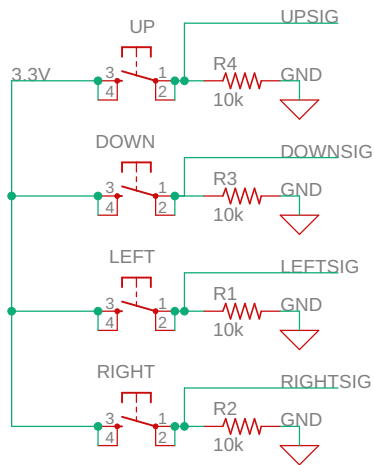 UP
UPSIG
3.3V
3 1
4 2
R4
10k
GND
DOWN
DOWNSIG
3 1
4 2
R3
10k
GND
LEFT
LEFTSIG
3 1
4 2
R1
10k
GND
RIGHT
RIGHTSIG
3 1
4 2
R2
10k
GND